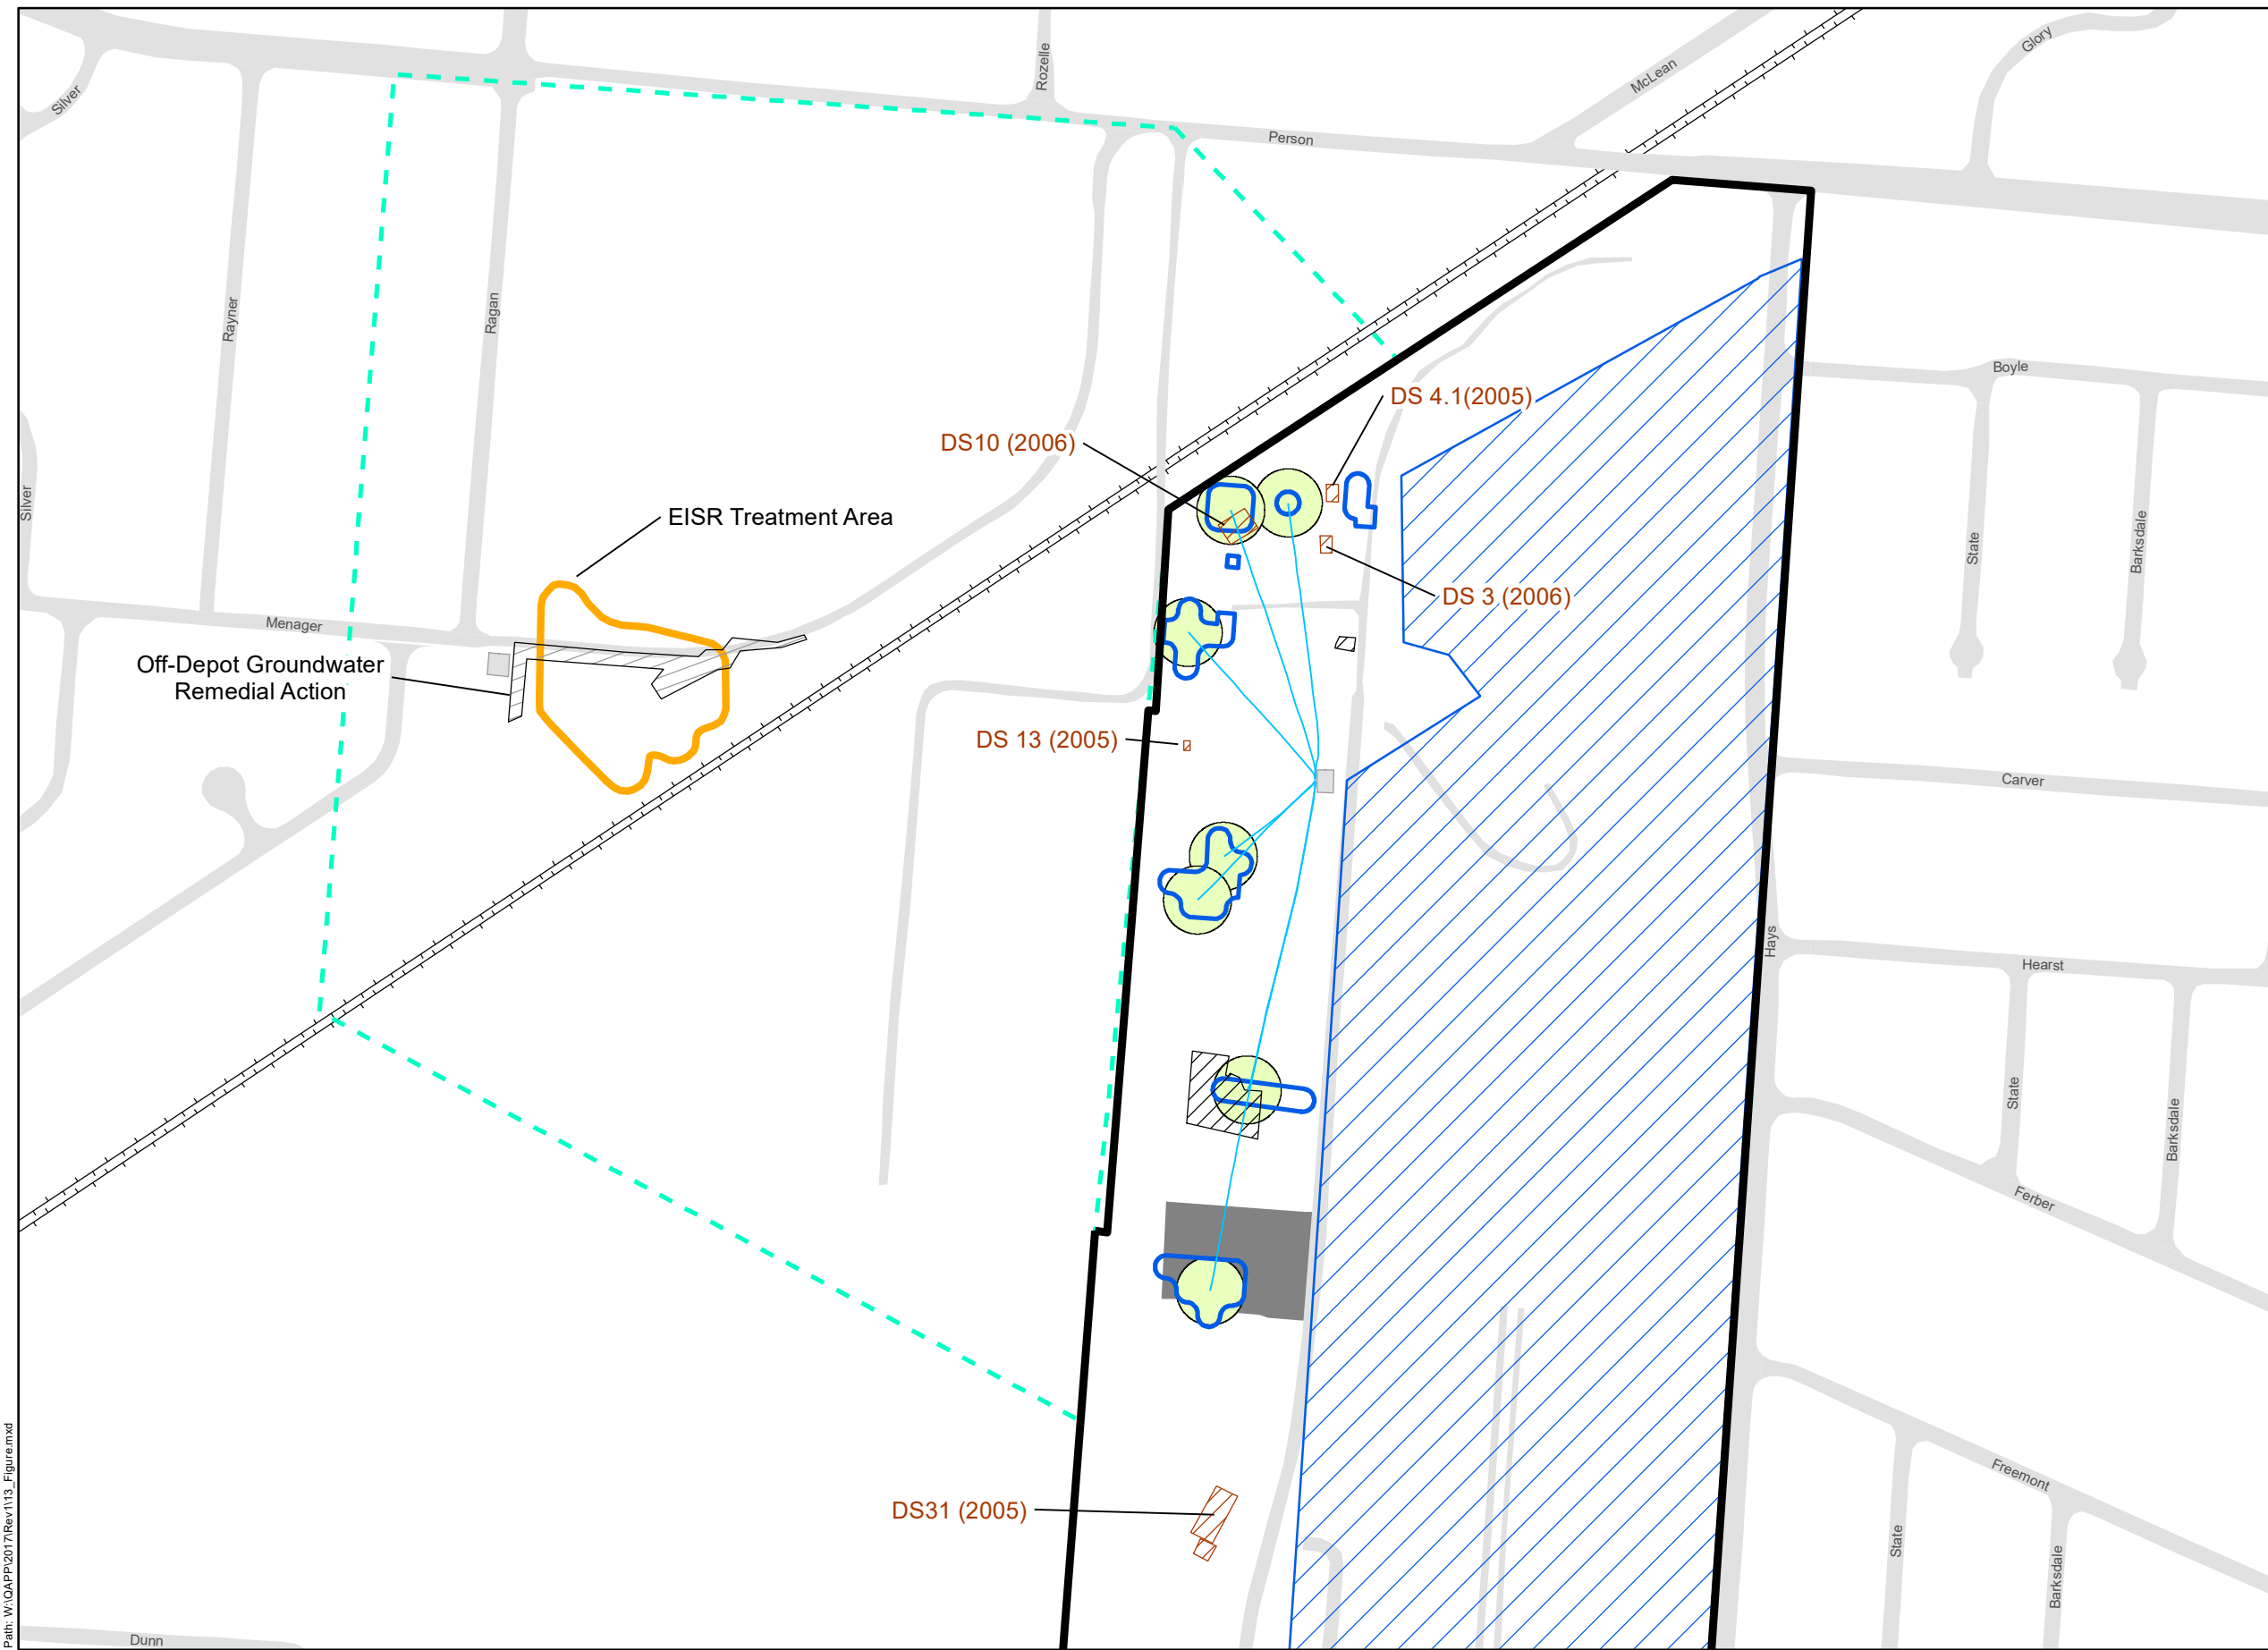 Glory
Rozelle
McLean
Silver
Person
Rayner
Ragan
Boyle
DS 4.1(2005)
DS10 (2006)
Silver
EISR Treatment Area
State
Barksdale
DS 3 (2006)
Menager
Off-Depot Groundwater
Remedial Action
DS 13 (2005)
Carver
Hays
Hearst
State
Barksdale
Ferber
Freemont
DS31 (2005)
State
Barksdale
Dunn
Path: W:\QAPP\2017\Rev1\13_Figure.mxd